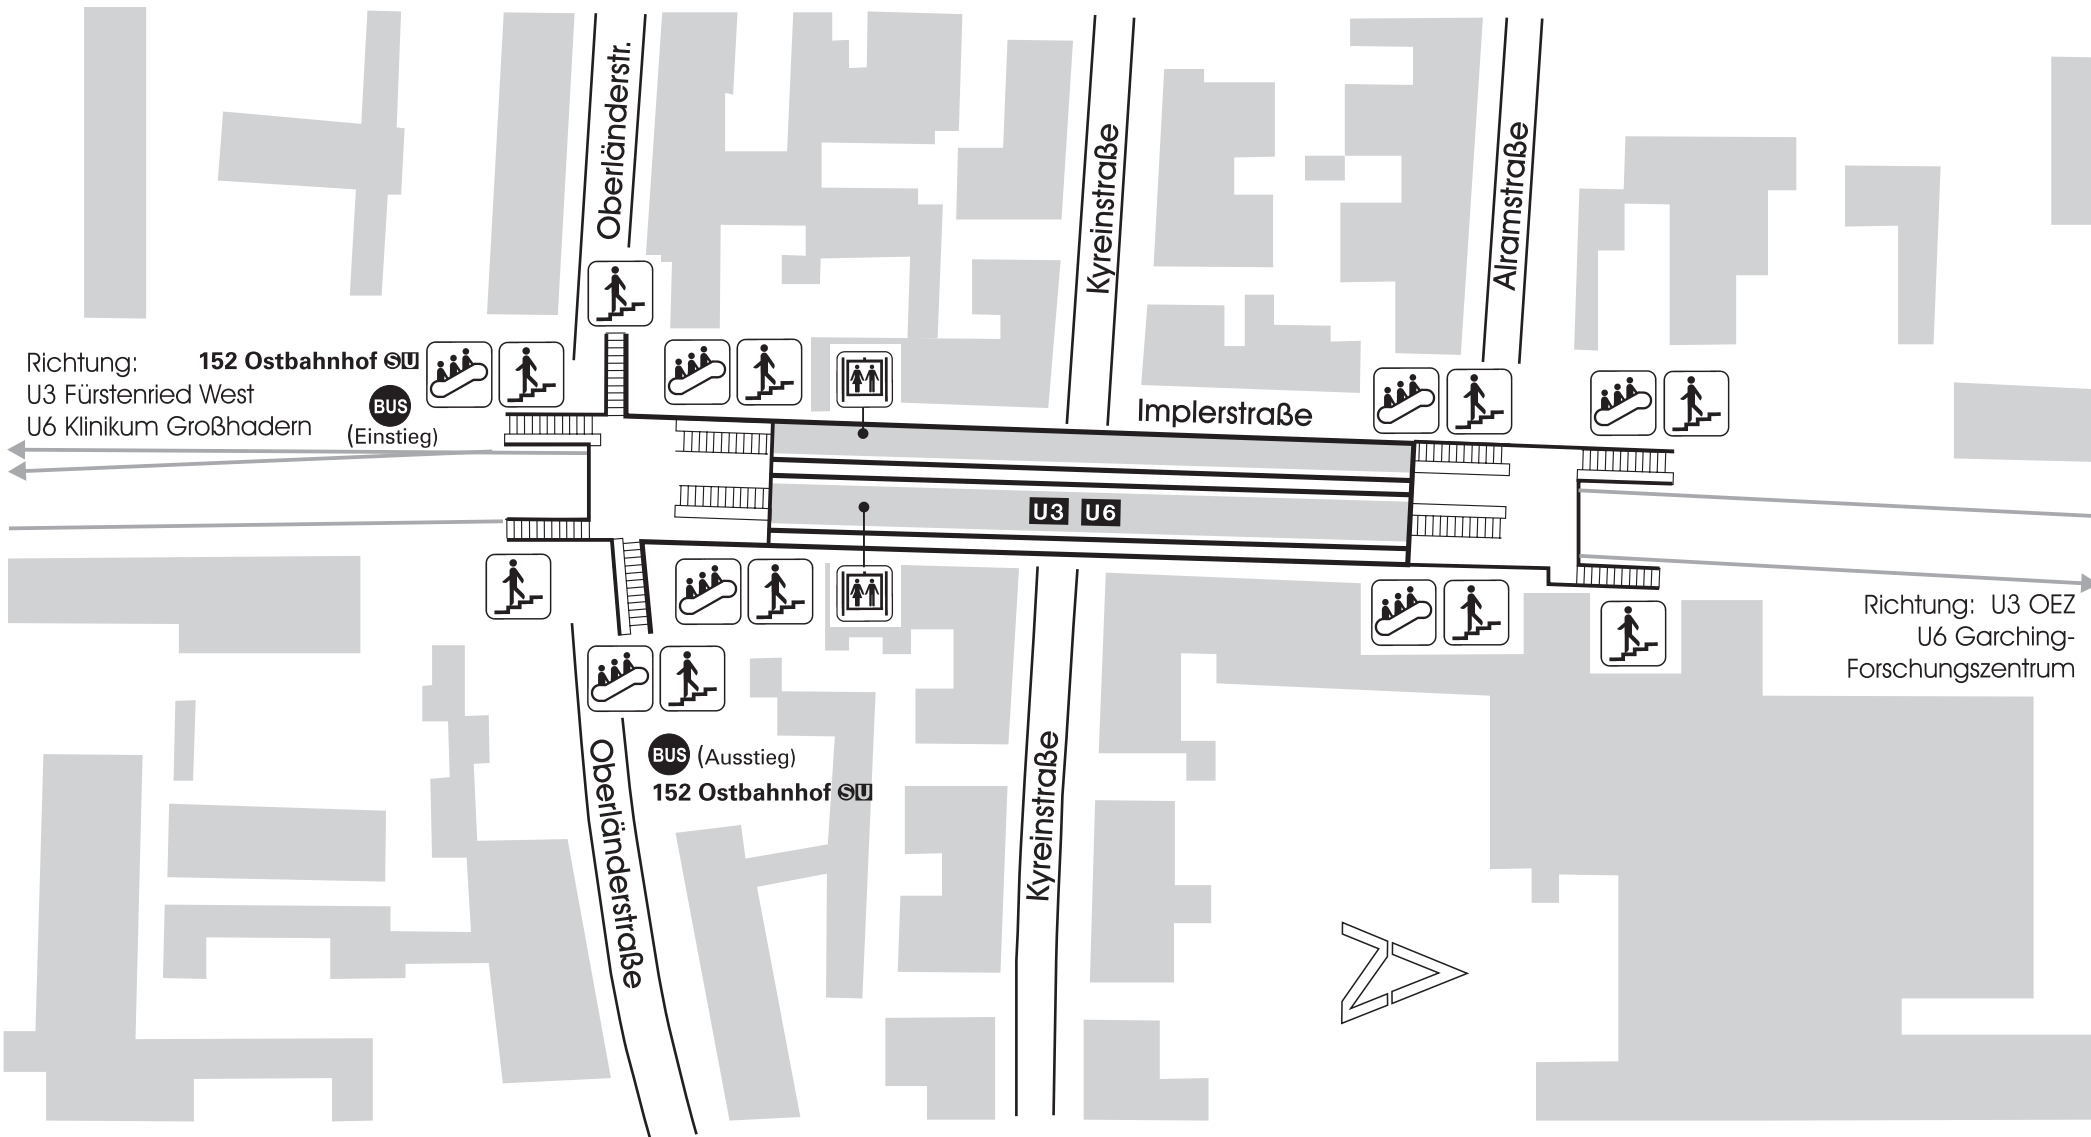 Oberländerstr.
Kyreinstraße
Alramstraße
Richtung:
152 Ostbahnhof S U
U3 Fürstenried West
BUS
U6 Klinikum Großhadern
(Einstieg)
Implerstraße
U3 U6
Richtung: U3 OEZ
U6 Garching-
Forschungszentrum
BUS (Ausstieg)
152 Ostbahnhof S U
Oberländerstraße
Kyreinstraße
N